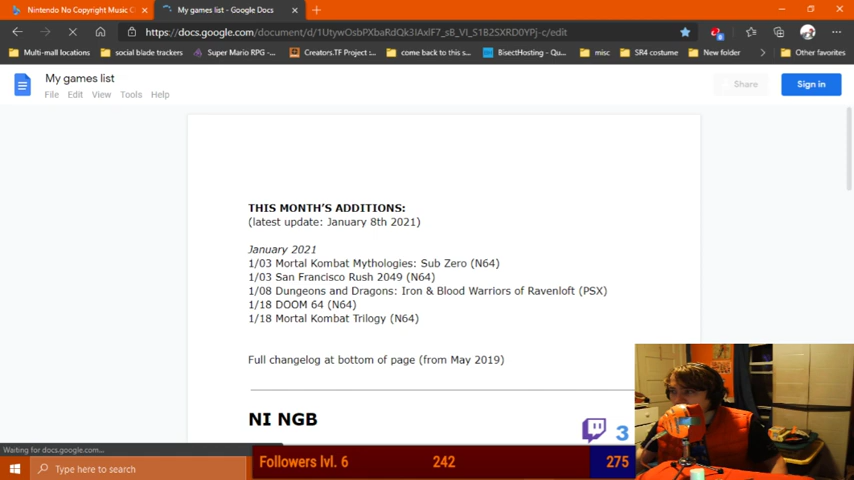 Nintendo No Copyright Music C
My games list - Google Docs
https://docs.google.com/document/d/1UtywOsbPXbaRdQk3IAxlF7_sB_VI_S1B2SXRD0YPj-c/edit
Multi-mall locations
social blade trackers
Super Mario RPG -...
Creators.TF Project :...
come back to this s...
BisectHosting - Qu...
misc
SR4 costume
New folder
Other favorites
My games list
File Edit View Tools Help
Share
Sign in
THIS MONTH'S ADDITIONS:
(latest update: January 8th 2021)
January 2021
1/03 Mortal Kombat Mythologies: Sub Zero (N64)
1/03 San Francisco Rush 2049 (N64)
1/08 Dungeons and Dragons: Iron & Blood Warriors of Ravenloft (PSX)
1/18 DOOM 64 (N64)
1/18 Mortal Kombat Trilogy (N64)
Full changelog at bottom of page (from May 2019)
NI NGB
3
Waiting for docs.google.com...
Type here to search
Followers lvl. 6 242 275